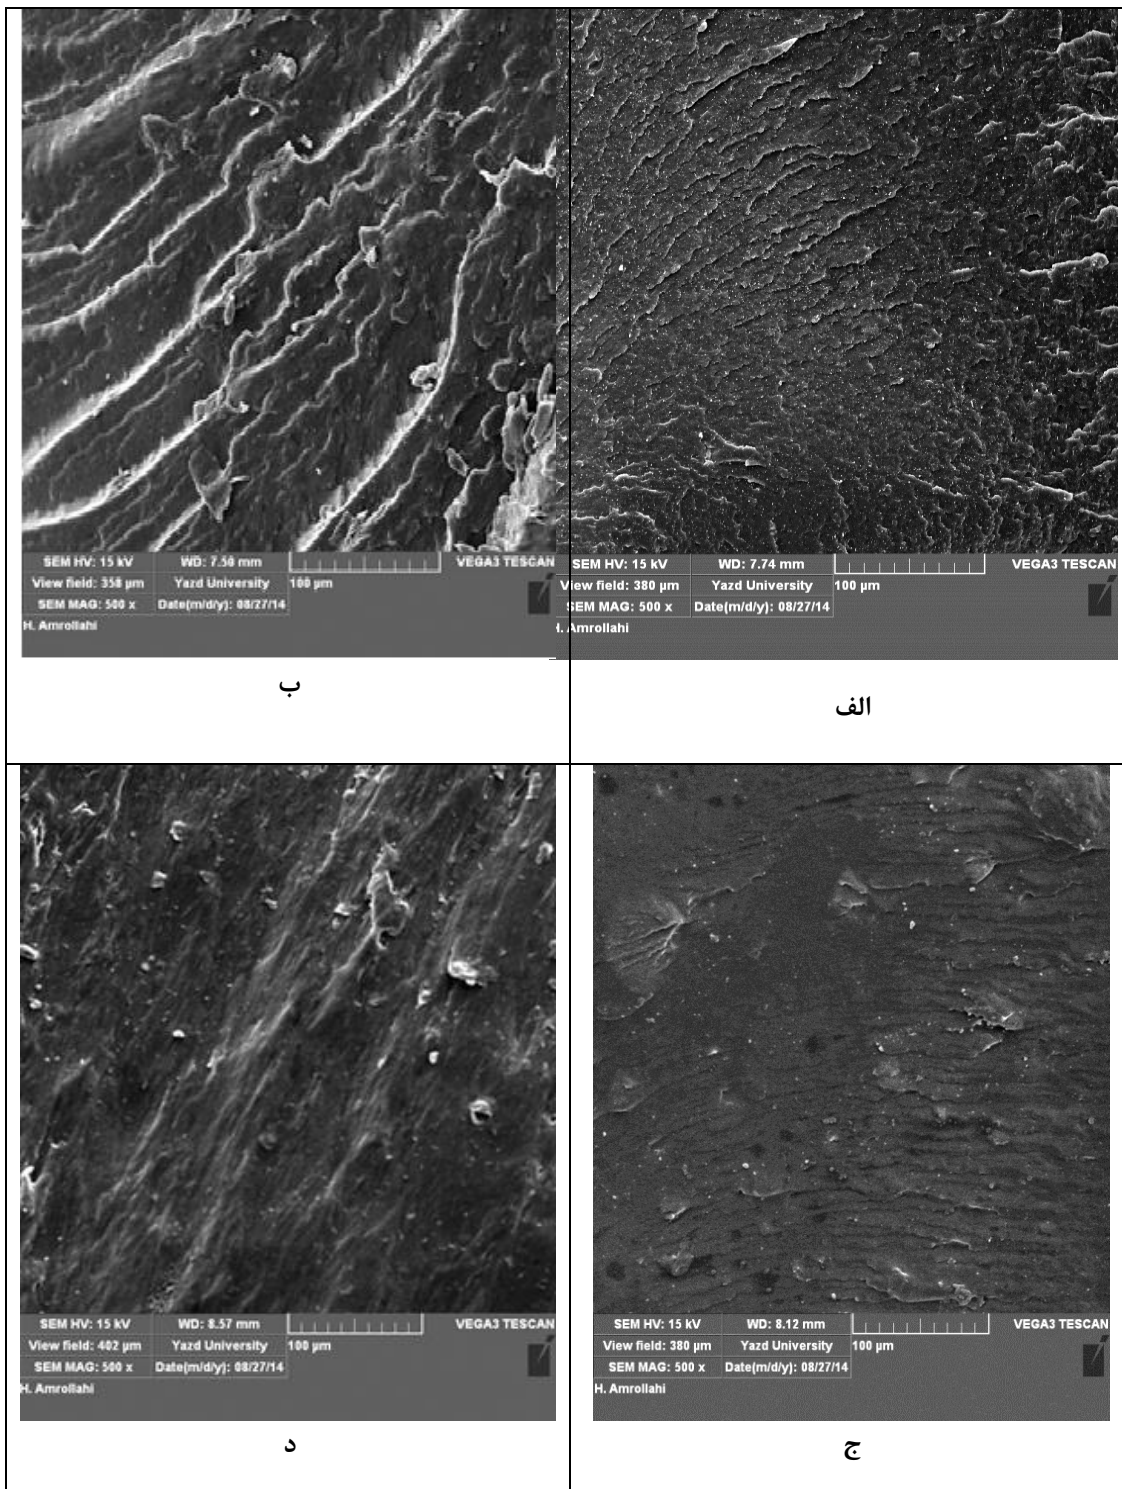 SEM HV: 15 kV WD: 7.74 mm VEGA3 TESCAN
View field: 380 µm Yazd University 100 µm
SEM MAG: 500 x Date(m/d/y): 08/27/14
H. Amrollahi
الف
SEM HV: 15 kV WD: 7.50 mm VEGA3 TESCAN
View field: 358 µm Yazd University 100 µm
SEM MAG: 500 x Date(m/d/y): 08/27/14
H. Amrollahi
ب
SEM HV: 15 kV WD: 8.12 mm VEGA3 TESCAN
View field: 380 µm Yazd University 100 µm
SEM MAG: 500 x Date(m/d/y): 08/27/14
H. Amrollahi
ج
SEM HV: 15 kV WD: 8.57 mm VEGA3 TESCAN
View field: 402 µm Yazd University 100 µm
SEM MAG: 500 x Date(m/d/y): 08/27/14
H. Amrollahi
د